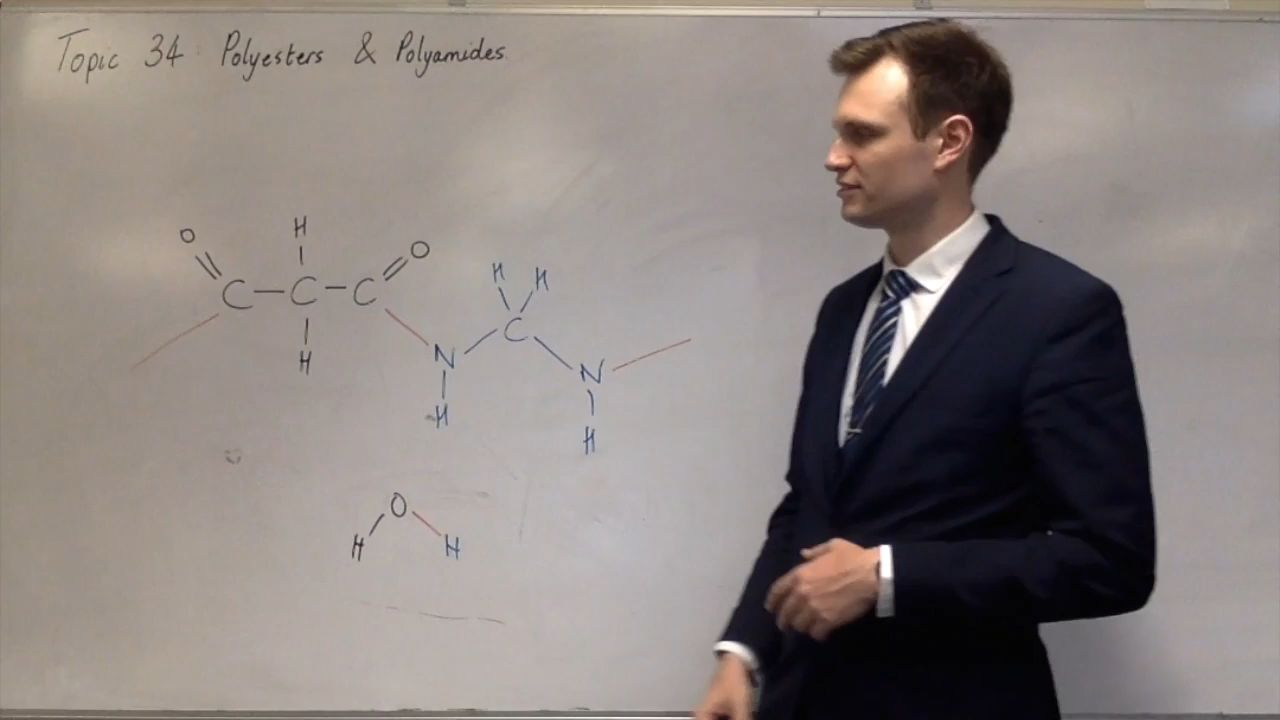 Topic 34: Polyesters & Polyamides
O H O
C — C — C
H
H H
C
N N
H H
O
H H